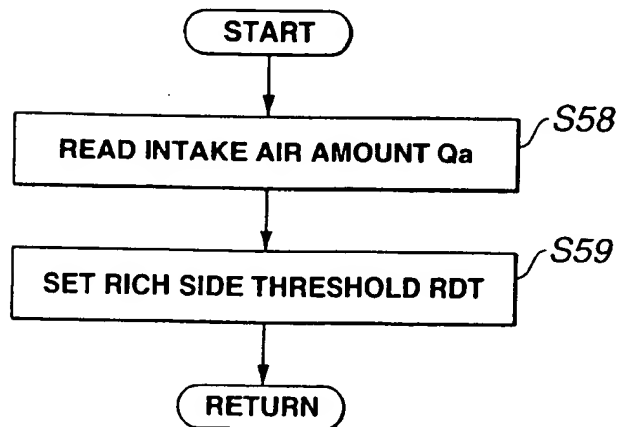 START
S58
READ INTAKE AIR AMOUNT Qa
S59
SET RICH SIDE THRESHOLD RDT
RETURN